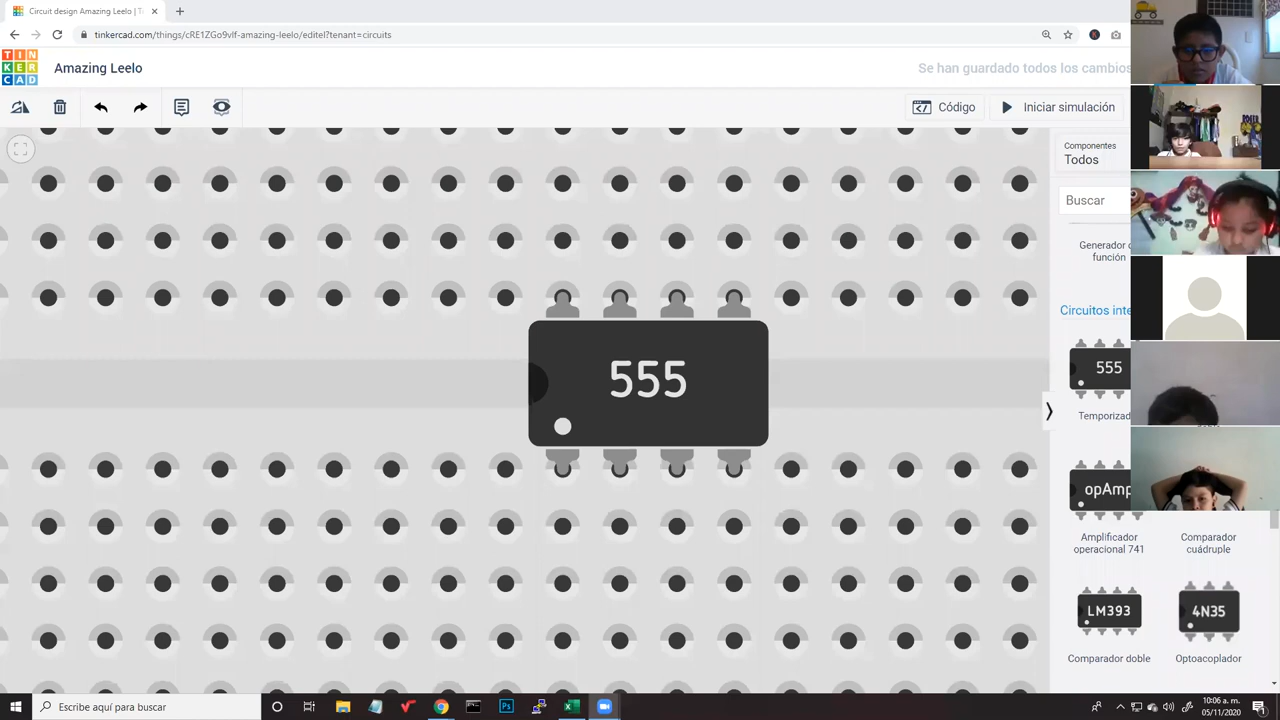 Circuit design Amazing Leelo | Ti
tinkercad.com/things/cRE1ZGo9vlf-amazing-leelo/editel?tenant=circuits
TIN
KER
CAD
Amazing Leelo
Se han guardado todos los cambios
Código
Iniciar simulación
Componentes
Todos
Buscar
Generador d
función
Circuitos inte
555
555
Temporizad
opAmp
Amplificador
operacional 741
Comparador
cuádruple
LM393
4N35
Comparador doble
Optoacoplador
Escribe aquí para buscar
10:06 a. m.
05/11/2020